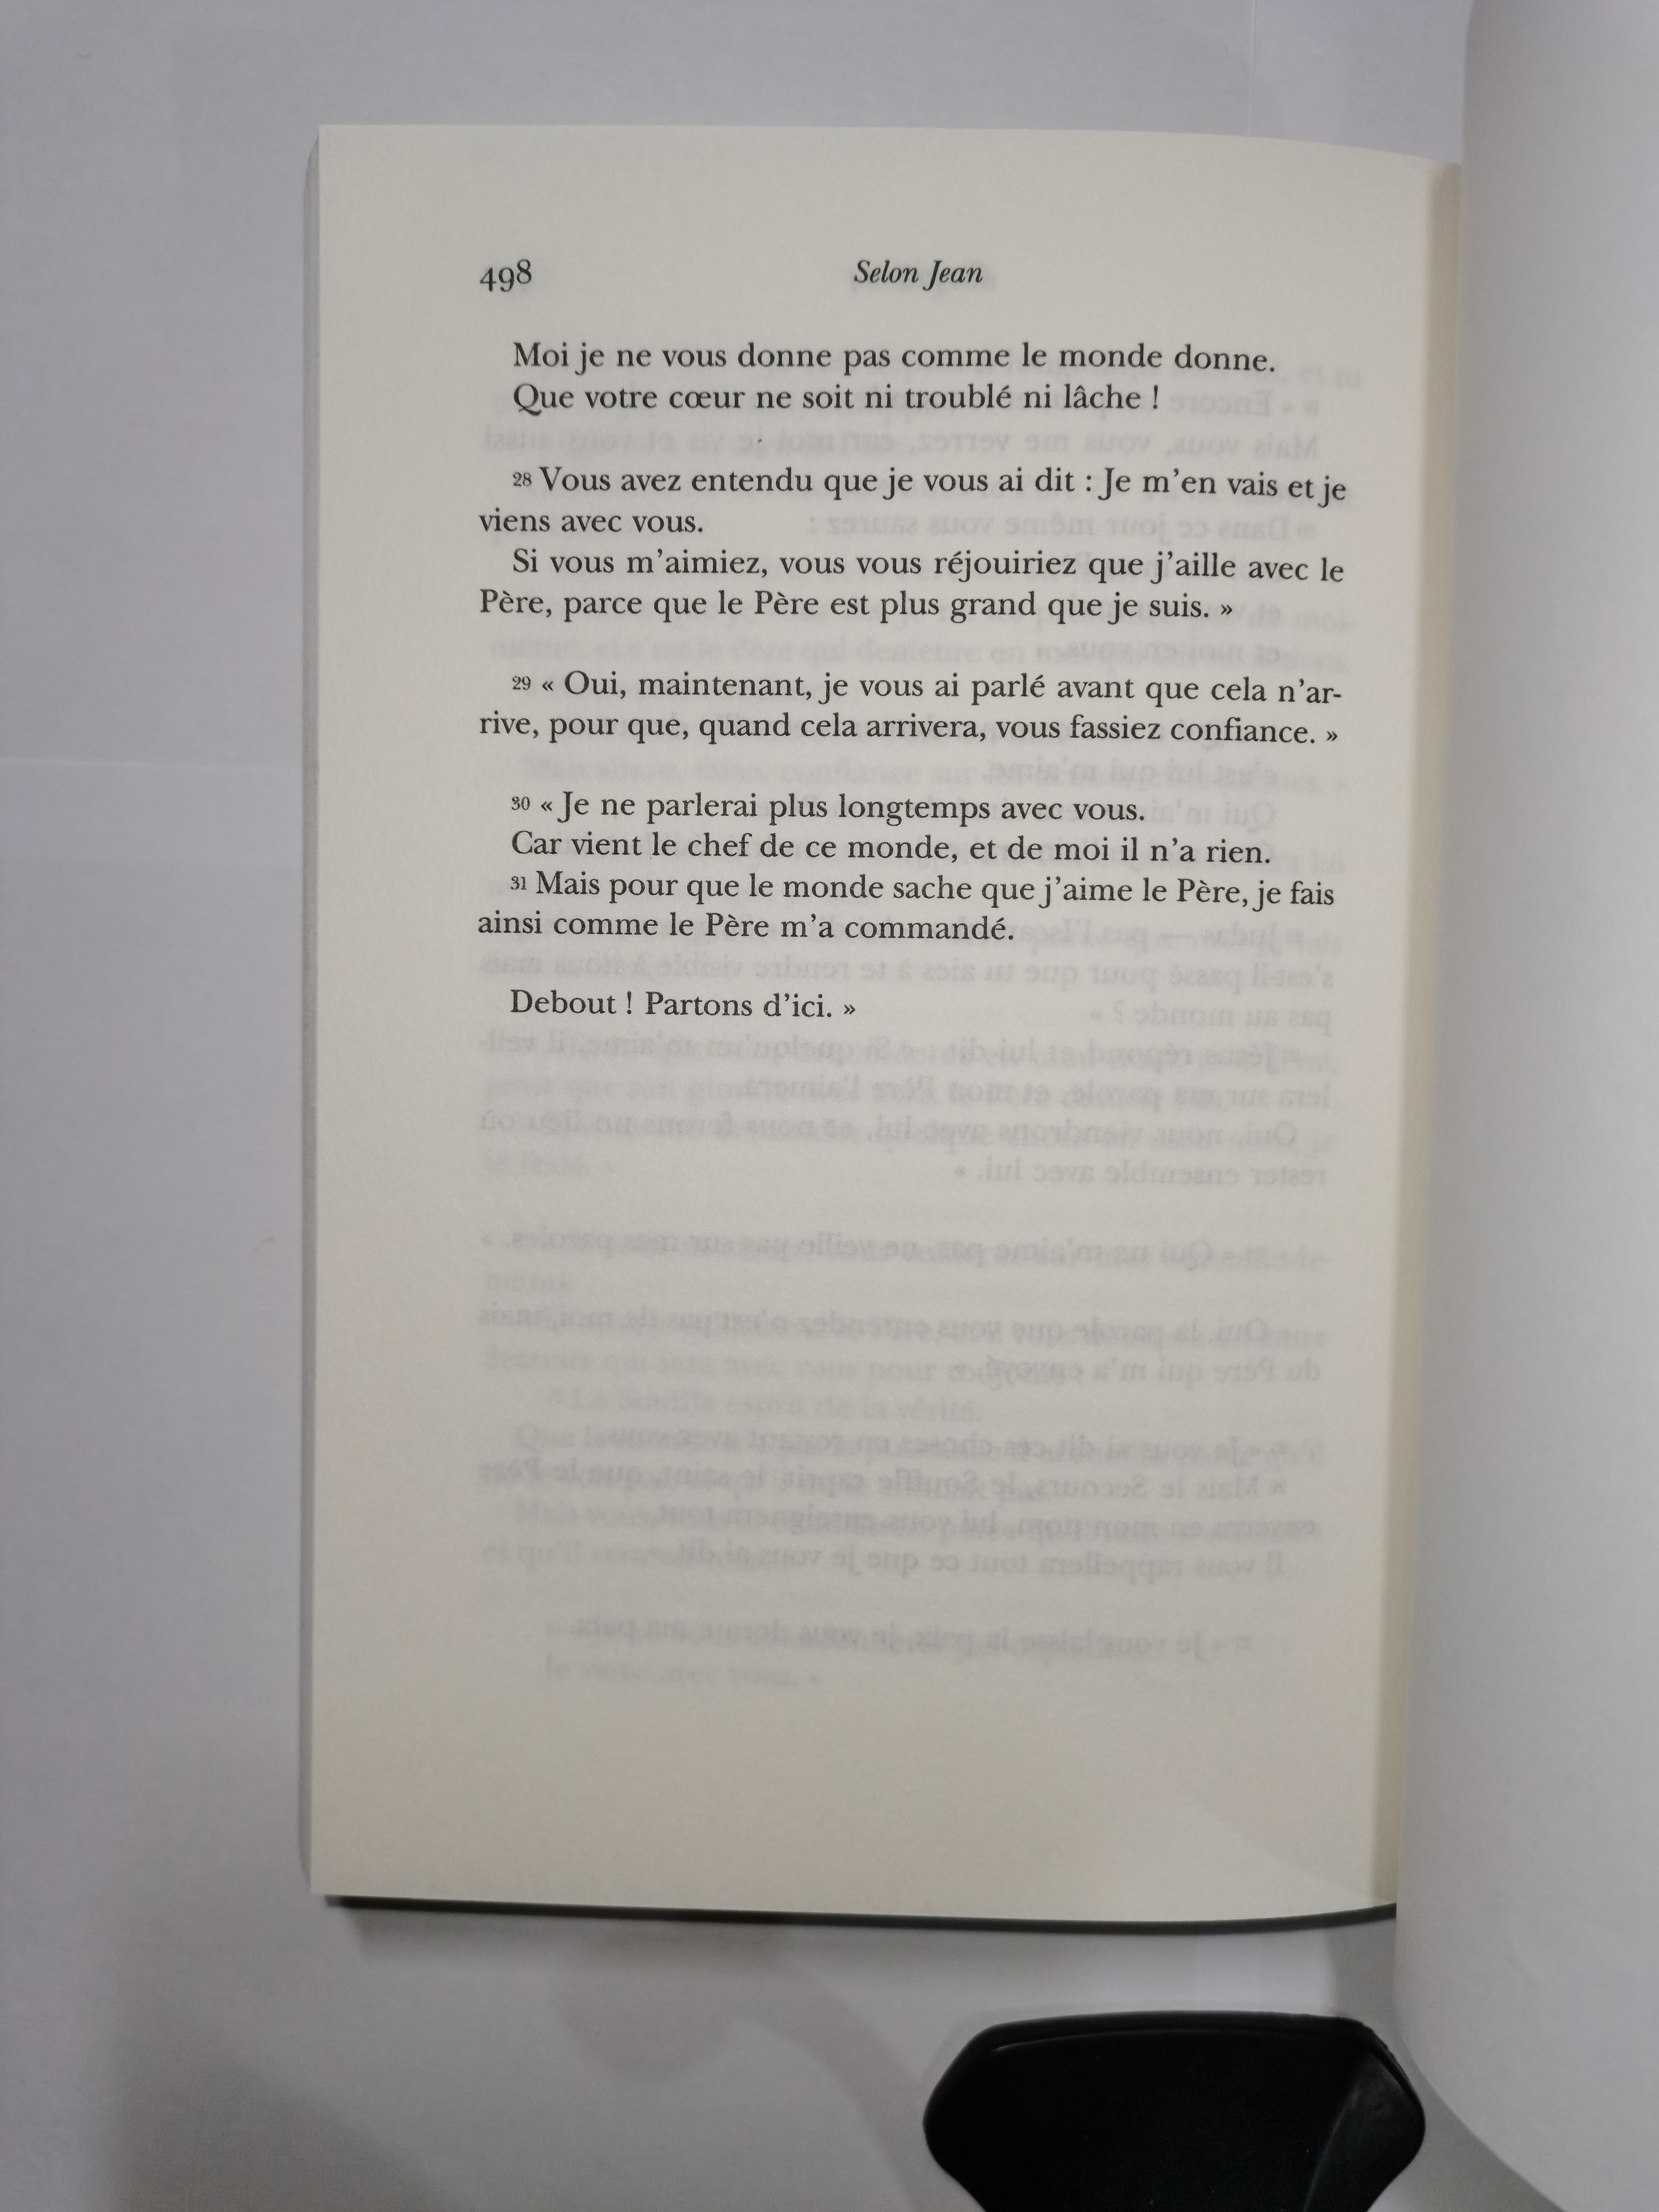 498
Selon Jean
Moi je ne vous donne pas comme le monde donne.
Que votre cœur ne soit ni troublé ni lâche !
28 Vous avez entendu que je vous ai dit : Je m’en vais et je
viens avec vous.
Si vous m’aimiez, vous vous réjouiriez que j’aille avec le
Père, parce que le Père est plus grand que je suis. »
29 « Oui, maintenant, je vous ai parlé avant que cela n’ar-
rive, pour que, quand cela arrivera, vous fassiez confiance. »
30 « Je ne parlerai plus longtemps avec vous.
Car vient le chef de ce monde, et de moi il n’a rien.
31 Mais pour que le monde sache que j’aime le Père, je fais
ainsi comme le Père m’a commandé.
Debout ! Partons d’ici. »